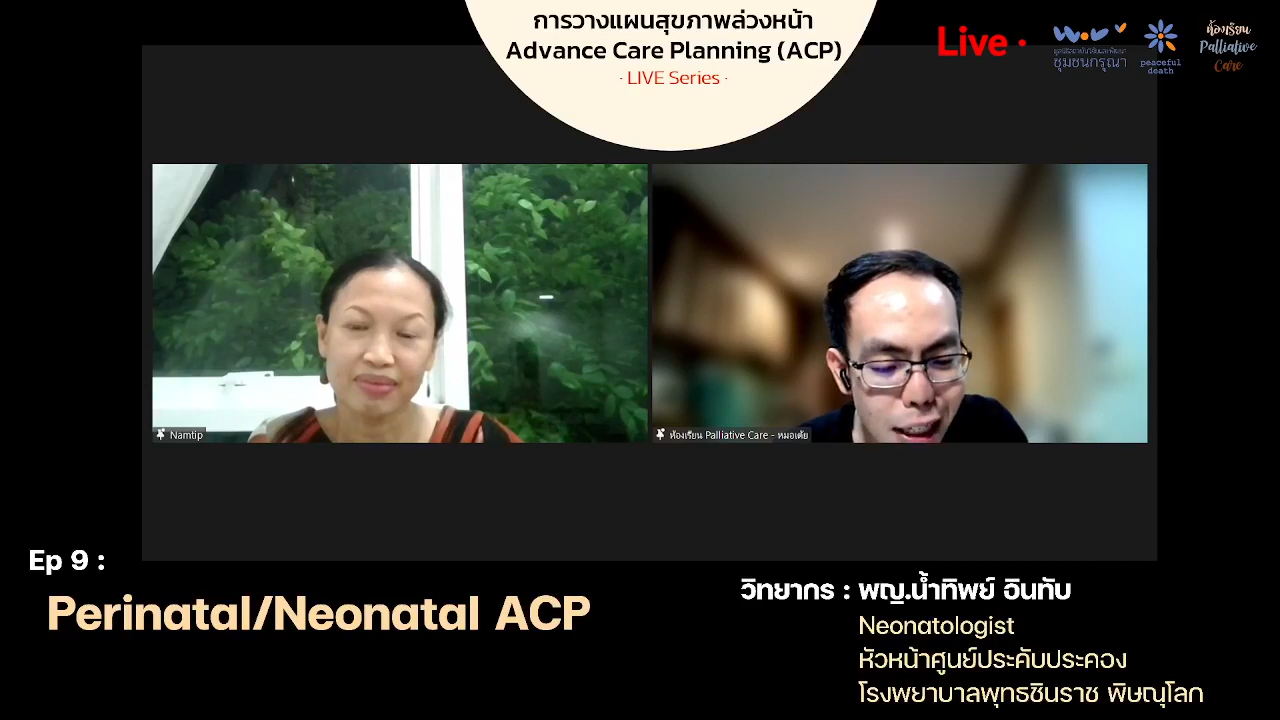 การวางแผนสุขภาพล่วงหน้า
Advance Care Planning (ACP)
· LIVE Series ·
Live ·
ชุมชนกรุณา
peaceful
death
ห้องเรียน
Palliative
Care
Namtip
ห้องเรียน Palliative Care - หมอเต้ย
Ep 9 :
Perinatal/Neonatal ACP
วิทยากร : พญ.น้ำทิพย์ อินทับ
Neonatologist
หัวหน้าศูนย์ประคับประคอง
โรงพยาบาลพุทธชินราช พิษณุโลก